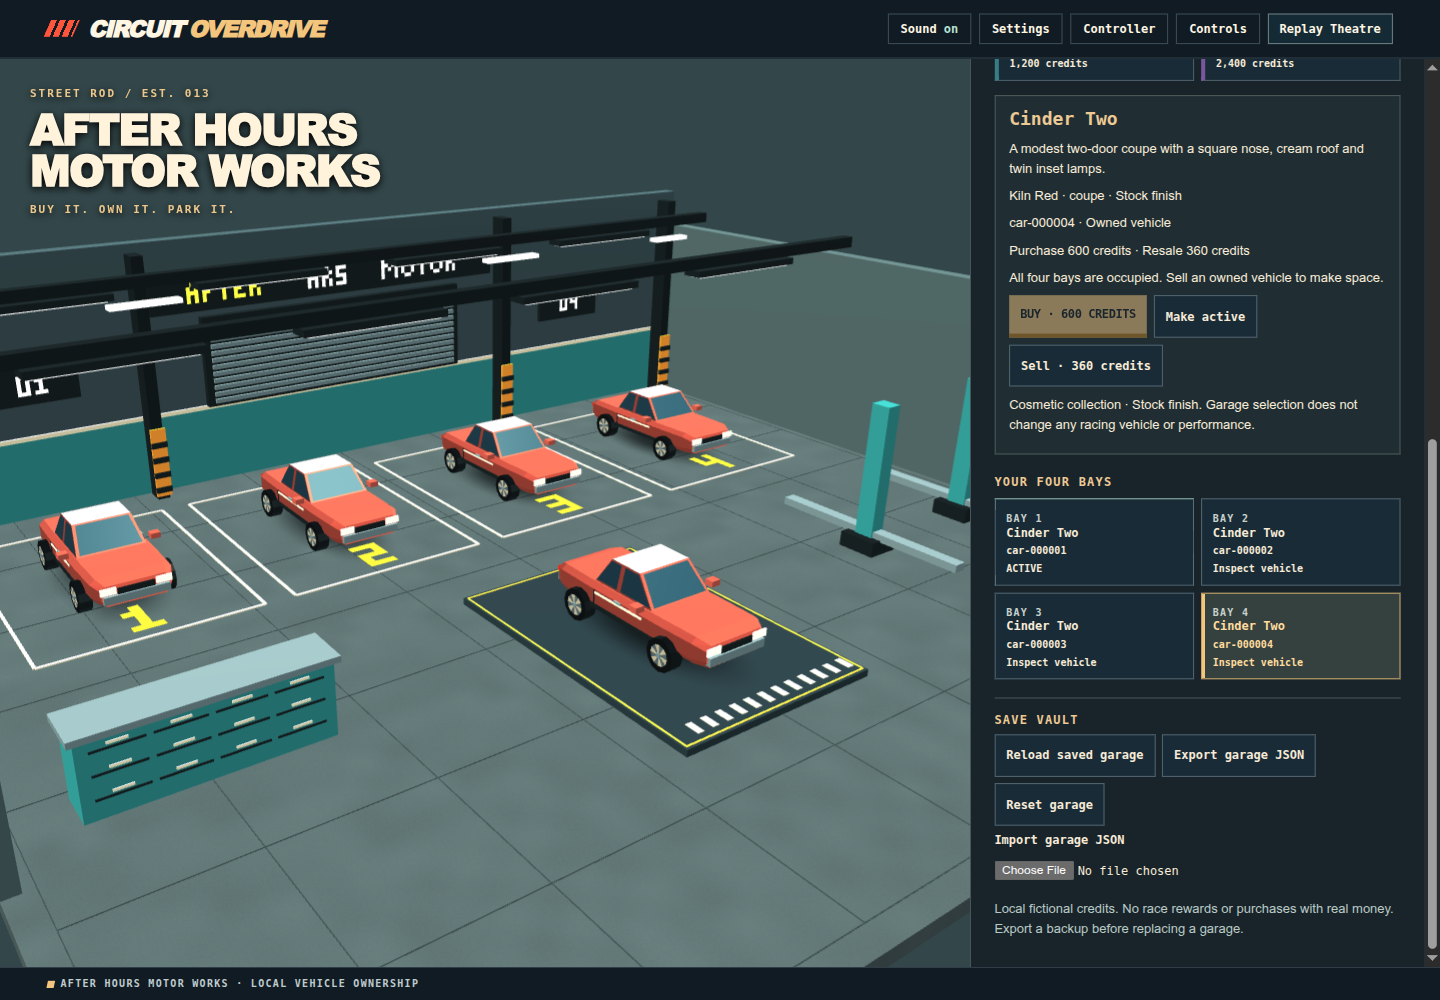 CIRCUIT OVERDRIVE
Sound on
Settings
Controller
Controls
Replay Theatre
STREET ROD / EST. 013
AFTER HOURS
MOTOR WORKS
BUY IT. OWN IT. PARK IT.
AFTER
MOTOR
01
04
1
2
3
4
1,200 credits
2,400 credits
Cinder Two
A modest two-door coupe with a square nose, cream roof and
twin inset lamps.
Kiln Red · coupe · Stock finish
car-000004 · Owned vehicle
Purchase 600 credits · Resale 360 credits
All four bays are occupied. Sell an owned vehicle to make space.
BUY · 600 CREDITS
Make active
Sell · 360 credits
Cosmetic collection · Stock finish. Garage selection does not
change any racing vehicle or performance.
YOUR FOUR BAYS
BAY 1
Cinder Two
car-000001
ACTIVE
BAY 2
Cinder Two
car-000002
Inspect vehicle
BAY 3
Cinder Two
car-000003
Inspect vehicle
BAY 4
Cinder Two
car-000004
Inspect vehicle
SAVE VAULT
Reload saved garage
Export garage JSON
Reset garage
Import garage JSON
Choose File No file chosen
Local fictional credits. No race rewards or purchases with real money.
Export a backup before replacing a garage.
AFTER HOURS MOTOR WORKS · LOCAL VEHICLE OWNERSHIP